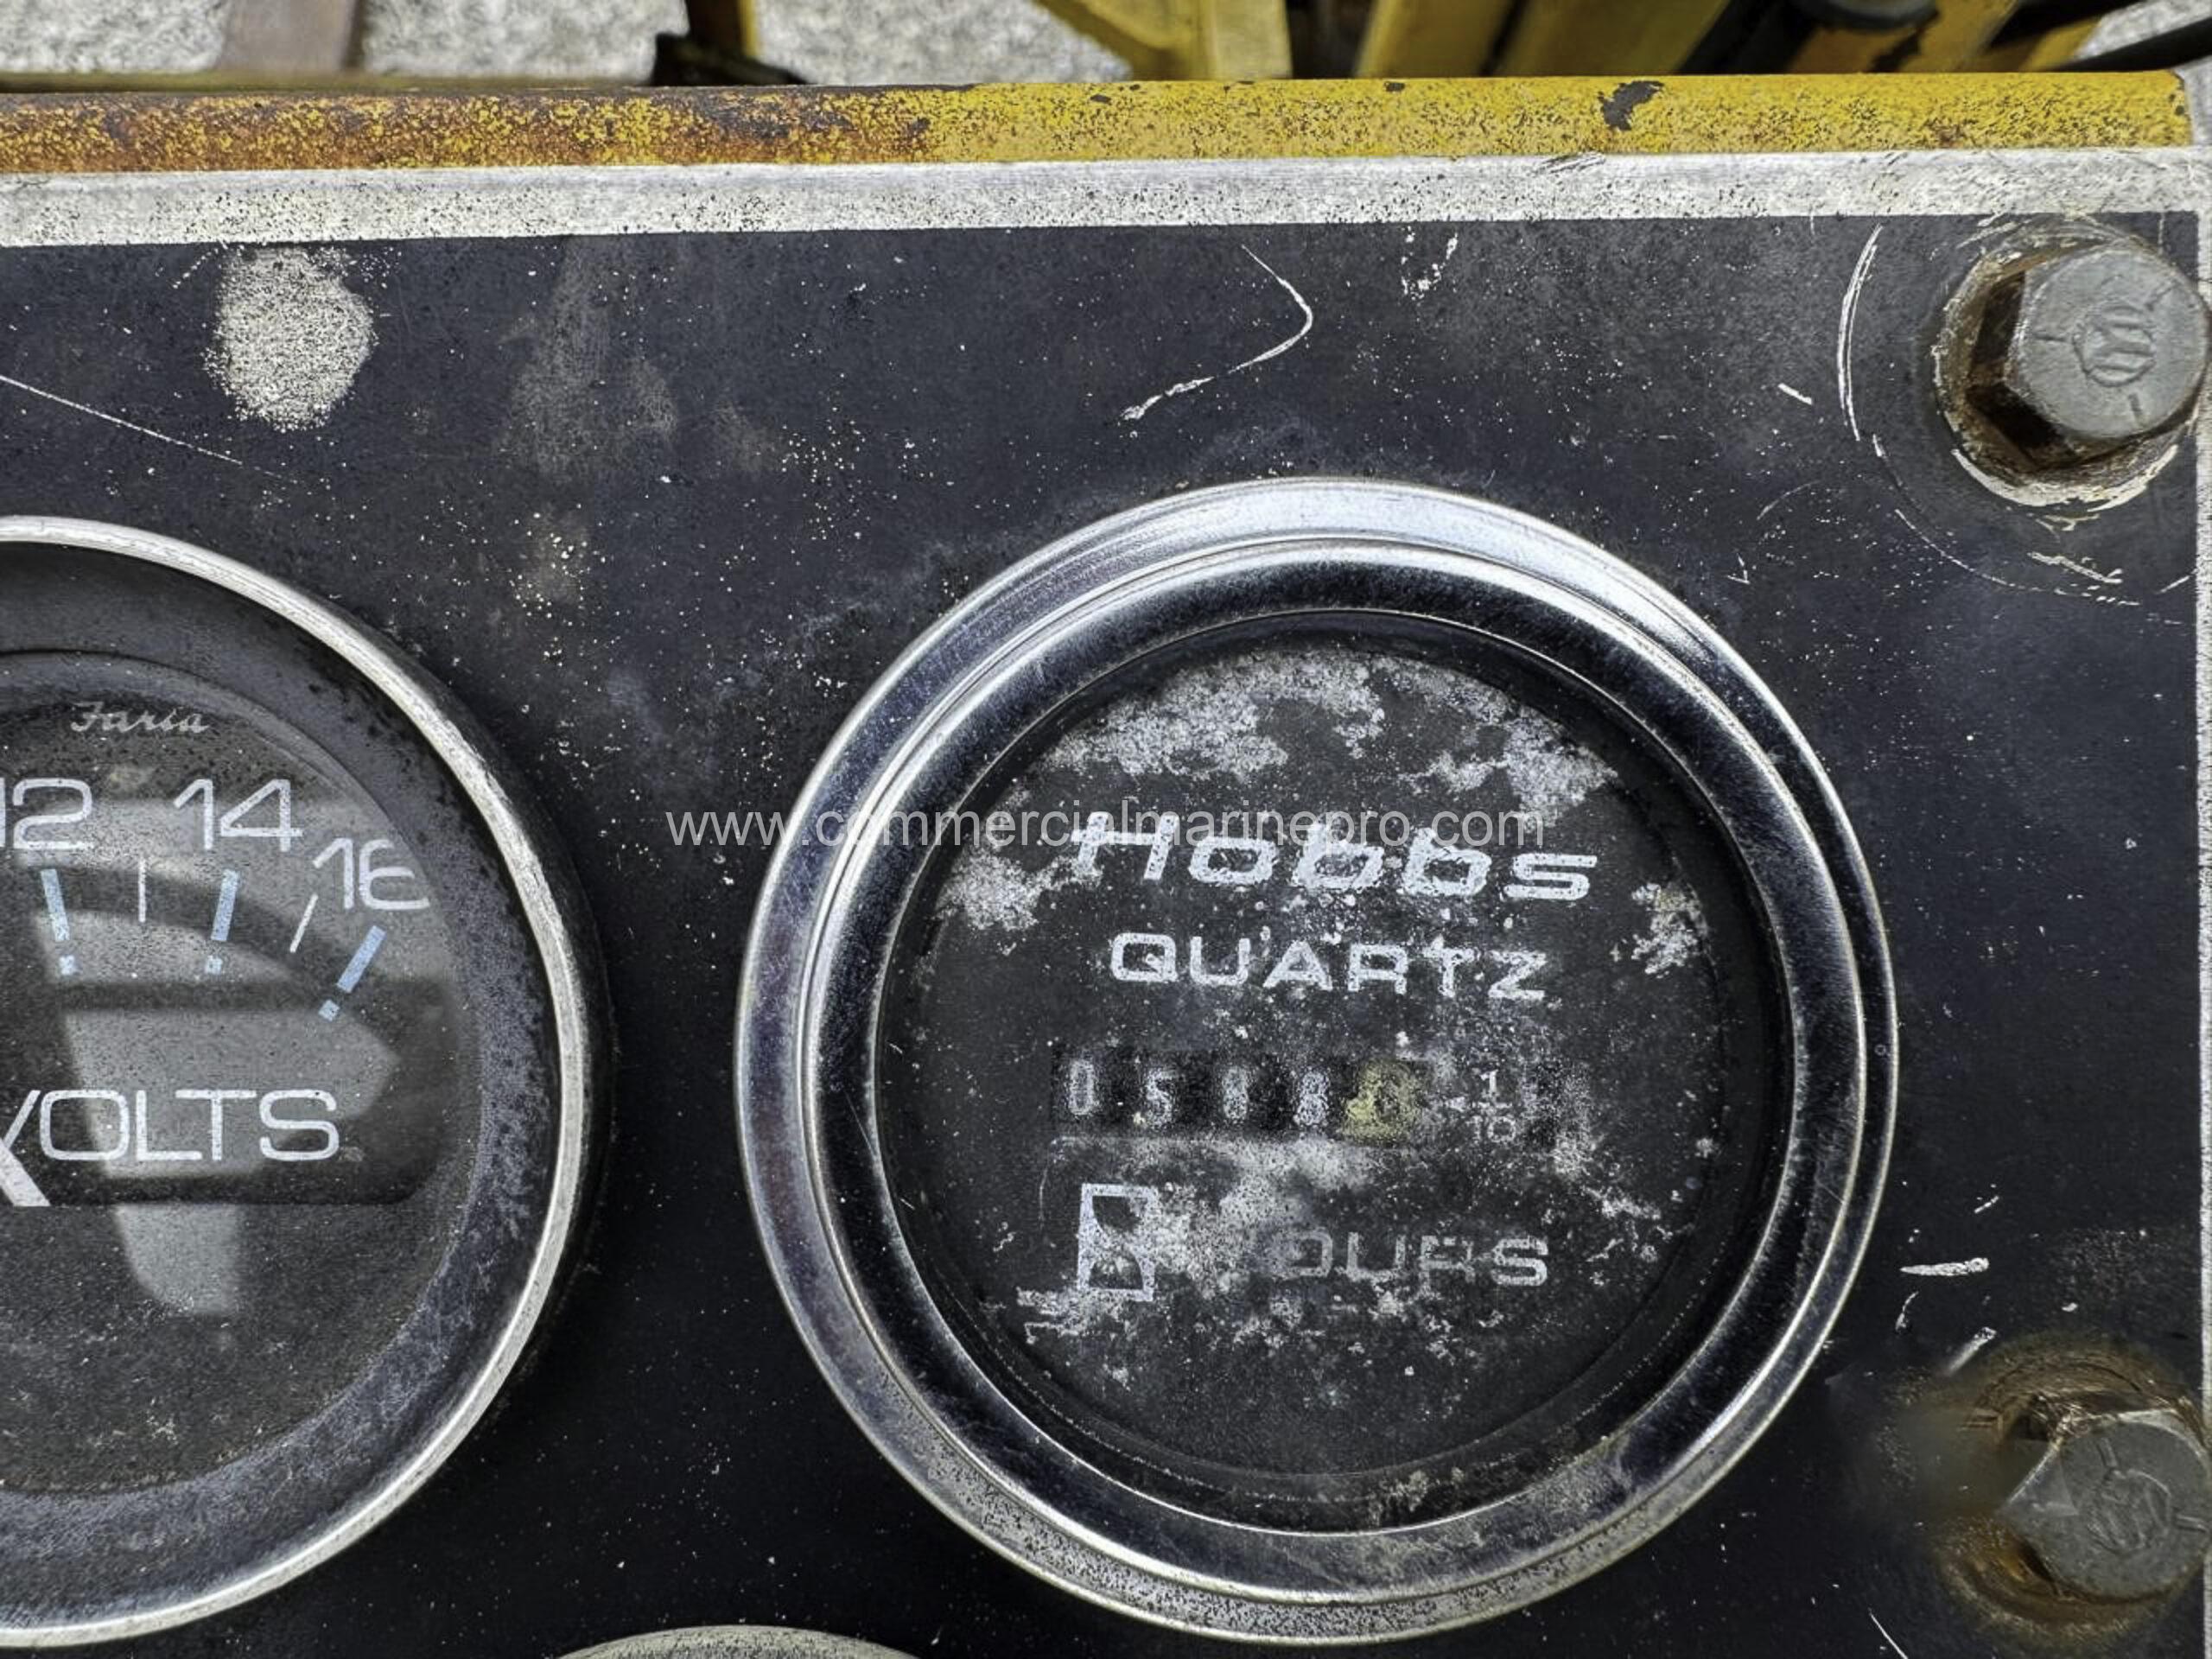 www.commercialmarinepro.com
Faria
12 14 16
VOLTS
Hobbs
QUARTZ
1
10